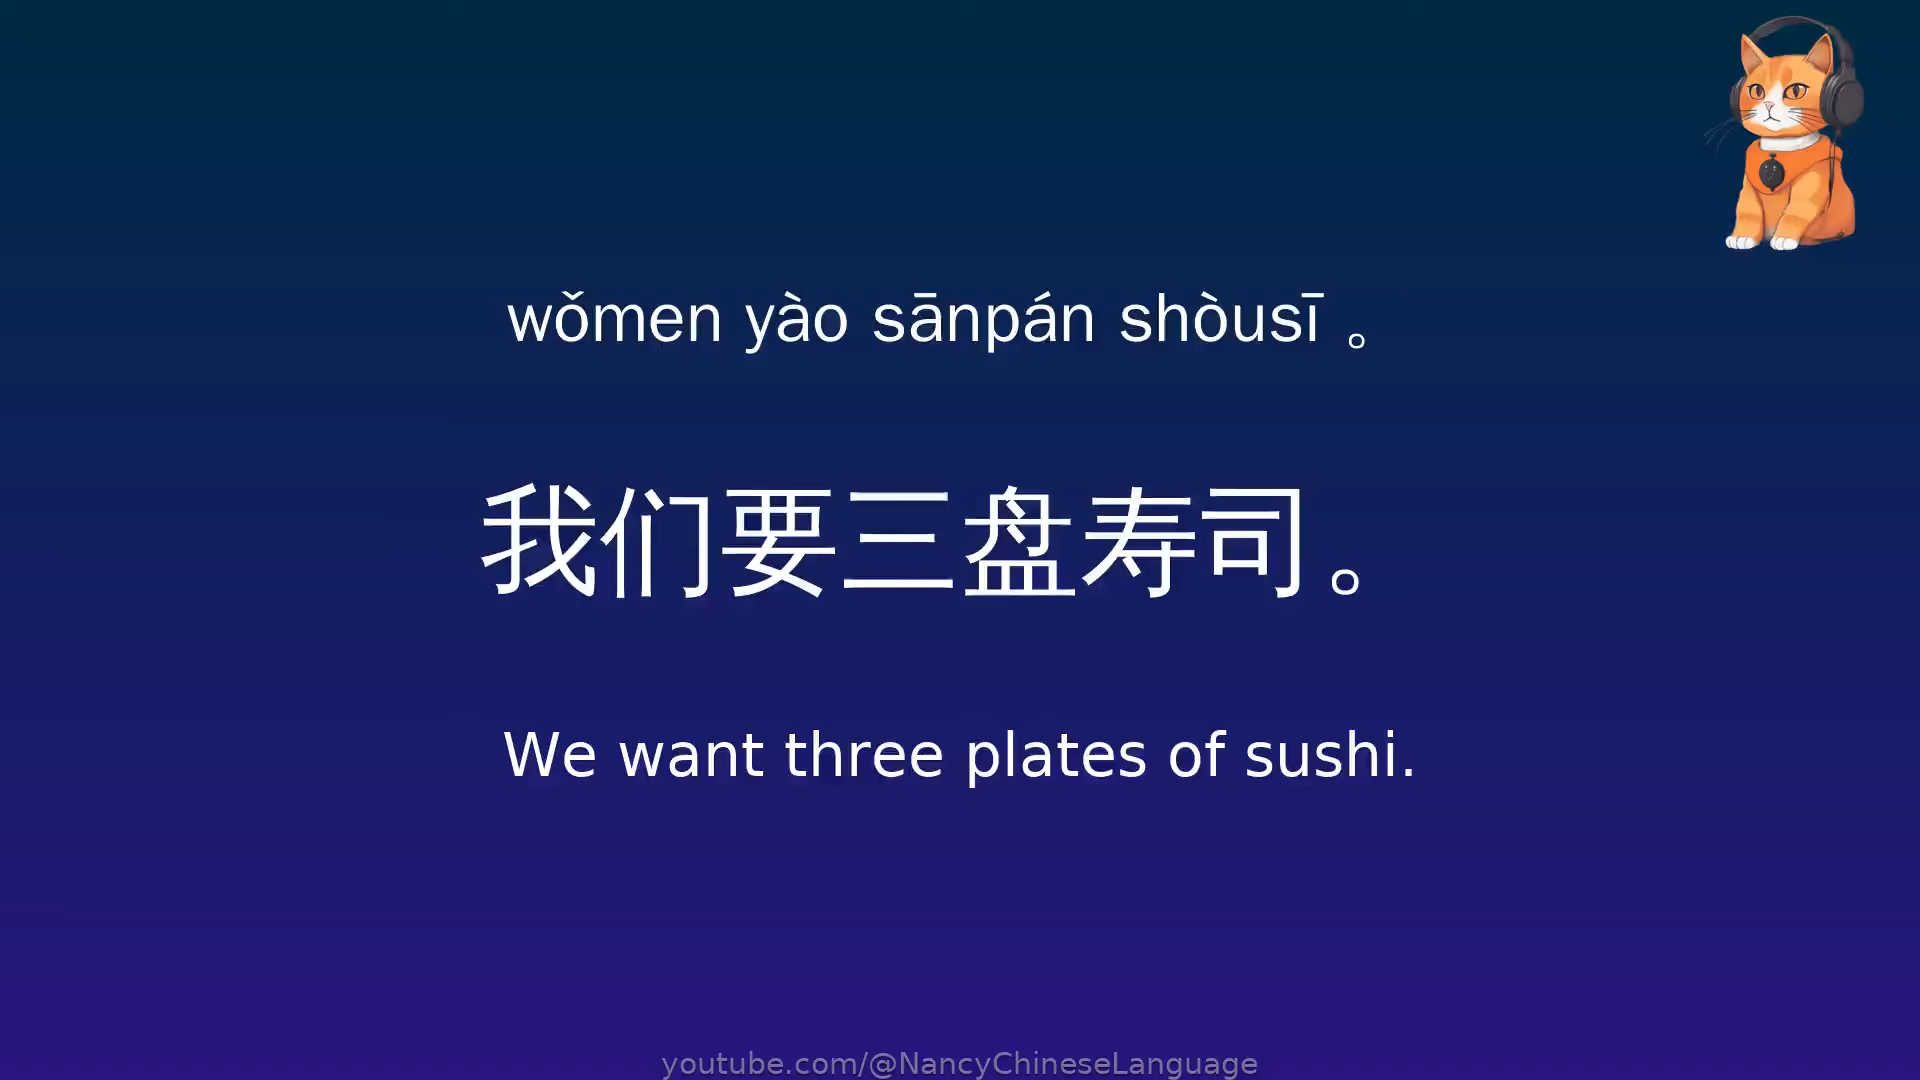 wǒmen yào sānpán shòusī 。
我们要三盘寿司。
We want three plates of sushi.
youtube.com/@NancyChineseLanguage